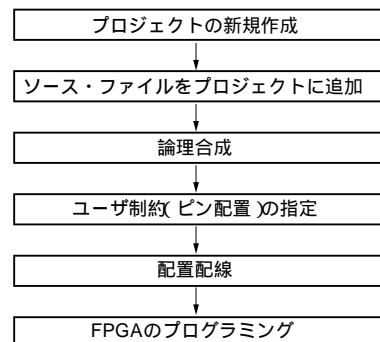 プロジェクトの新規作成
ソース・ファイルをプロジェクトに追加
論理合成
ユーザ制約(ピン配置)の指定
配置配線
FPGAのプログラミング